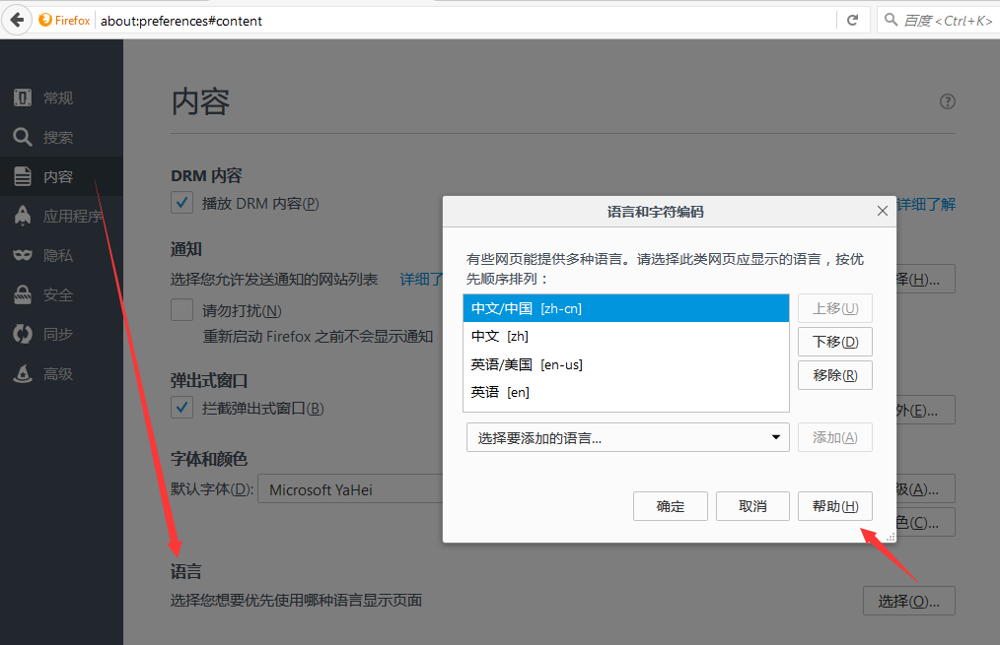 Firefox about:preferences#content 百度 <Ctrl+K>
常规
搜索
内容
应用程序
隐私
安全
同步
高级
内容
DRM 内容
播放 DRM 内容(P)
详细了解
通知
选择您允许发送通知的网站列表 详细了
择(H)...
请勿打扰(N)
重新启动 Firefox 之前不会显示通知
弹出式窗口
拦截弹出式窗口(B)
外(E)...
字体和颜色
默认字体(D): Microsoft YaHei
级(A)...
色(C)...
语言
选择您想要优先使用哪种语言显示页面
选择(O)...
语言和字符编码
有些网页能提供多种语言。请选择此类网页应显示的语言，按优
先顺序排列：
中文/中国 [zh-cn]
中文 [zh]
英语/美国 [en-us]
英语 [en]
上移(U)
下移(D)
移除(R)
选择要添加的语言...
添加(A)
确定
取消
帮助(H)